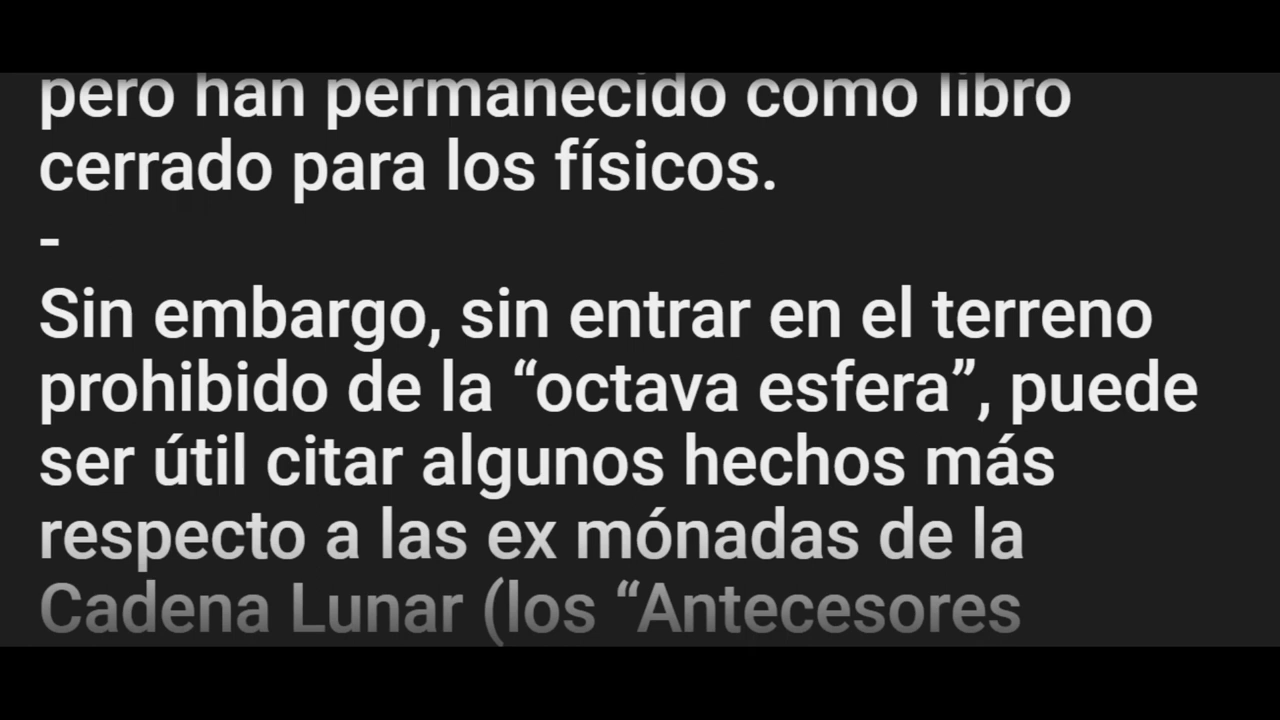 pero han permanecido como libro
cerrado para los físicos.
-
Sin embargo, sin entrar en el terreno
prohibido de la “octava esfera”, puede
ser útil citar algunos hechos más
respecto a las ex mónadas de la
Cadena Lunar (los “Antecesores